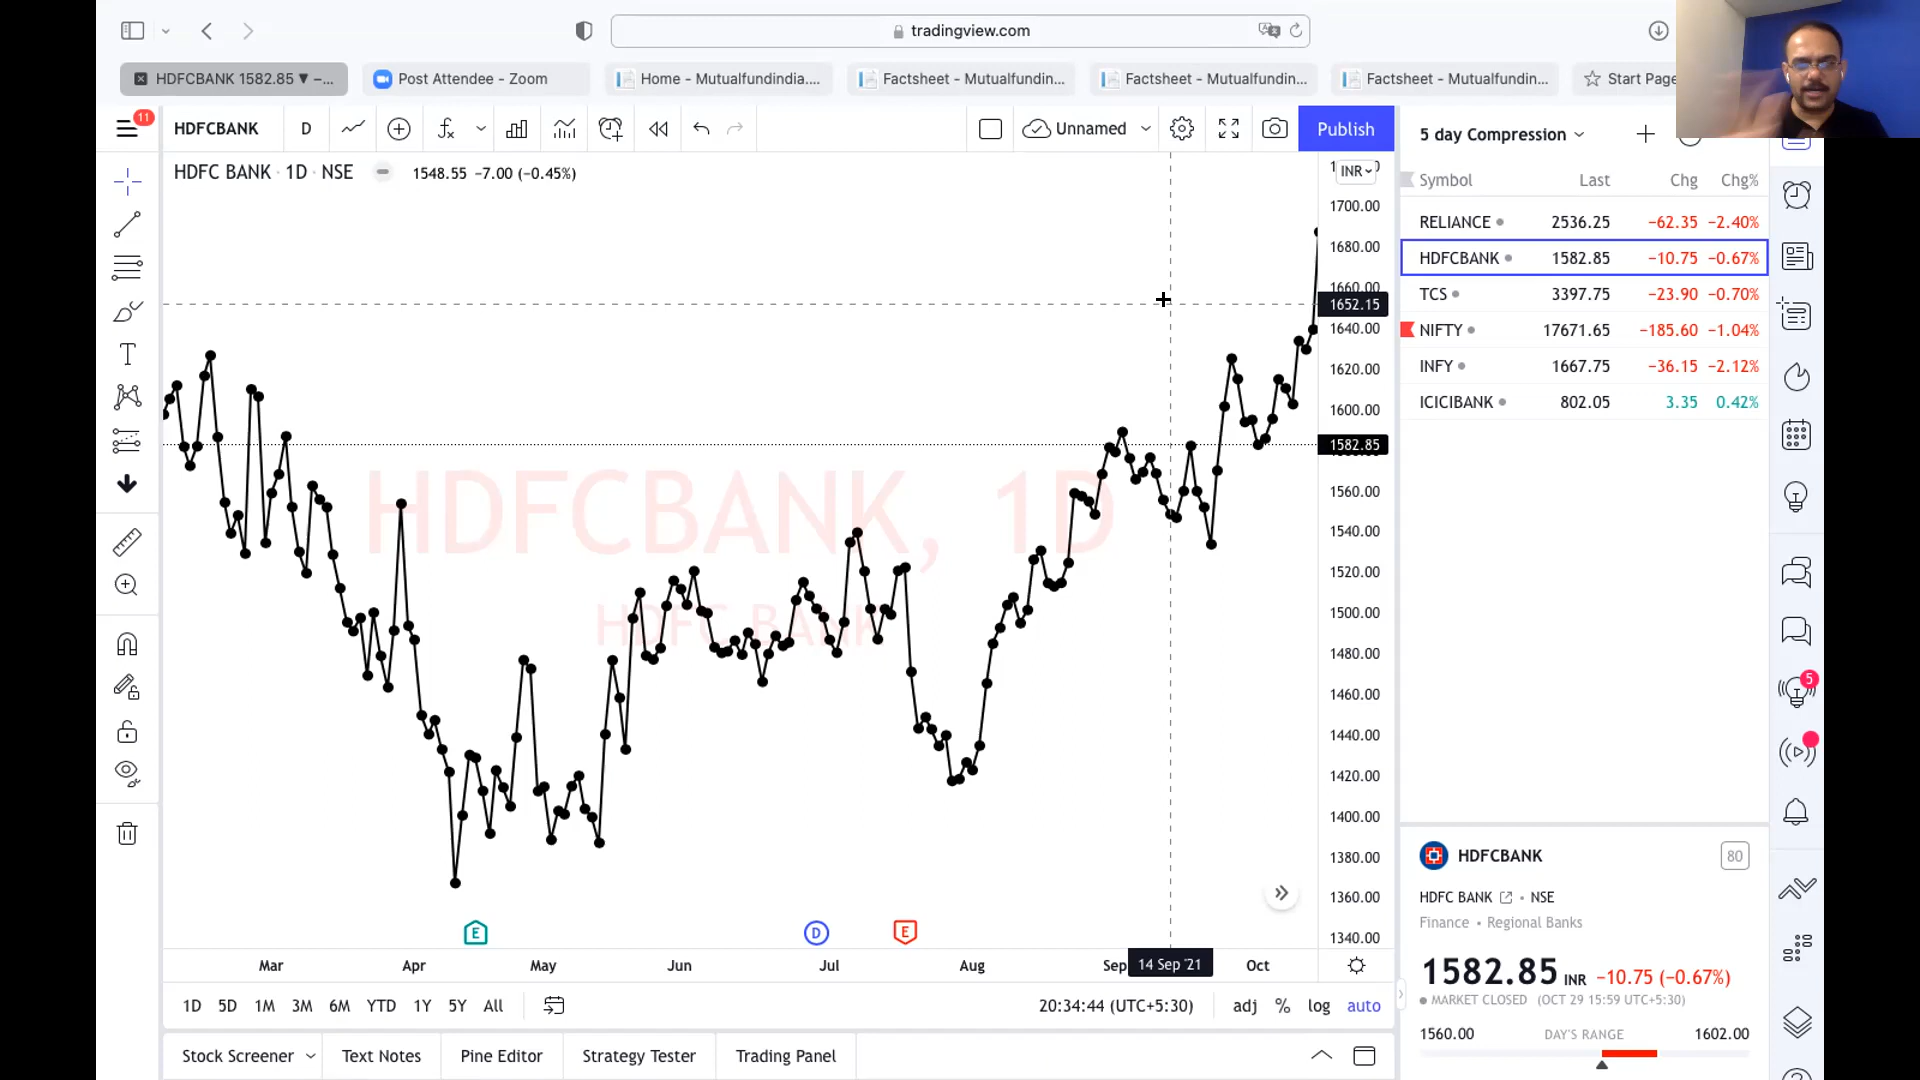 tradingview.com
HDFCBANK 1582.85 ▼ –...
Post Attendee - Zoom
Home - Mutualfundindia....
Factsheet - Mutualfundin...
Factsheet - Mutualfundin...
Factsheet - Mutualfundin...
Start Page
11
HDFCBANK
D
Unnamed
Publish
5 day Compression
HDFC BANK · 1D · NSE
1548.55 −7.00 (−0.45%)
INR
Symbol Last Chg Chg%
RELIANCE 2536.25 −62.35 −2.40%
HDFCBANK 1582.85 −10.75 −0.67%
TCS 3397.75 −23.90 −0.70%
NIFTY 17671.65 −185.60 −1.04%
INFY 1667.75 −36.15 −2.12%
ICICIBANK 802.05 3.35 0.42%
1700.00
1680.00
1660.00
1652.15
1640.00
1620.00
1600.00
1582.85
1560.00
1540.00
1520.00
1500.00
1480.00
1460.00
1440.00
1420.00
1400.00
1380.00
1360.00
1340.00
HDFCBANK, 1D
HDFC BANK
E
D
E
Mar Apr May Jun Jul Aug Sep 14 Sep '21 Oct
1D 5D 1M 3M 6M YTD 1Y 5Y All
20:34:44 (UTC+5:30)
adj % log auto
Stock Screener
Text Notes
Pine Editor
Strategy Tester
Trading Panel
5
HDFCBANK
80
HDFC BANK • NSE
Finance • Regional Banks
1582.85 INR −10.75 (−0.67%)
MARKET CLOSED (OCT 29 15:59 UTC+5:30)
1560.00 DAY'S RANGE 1602.00